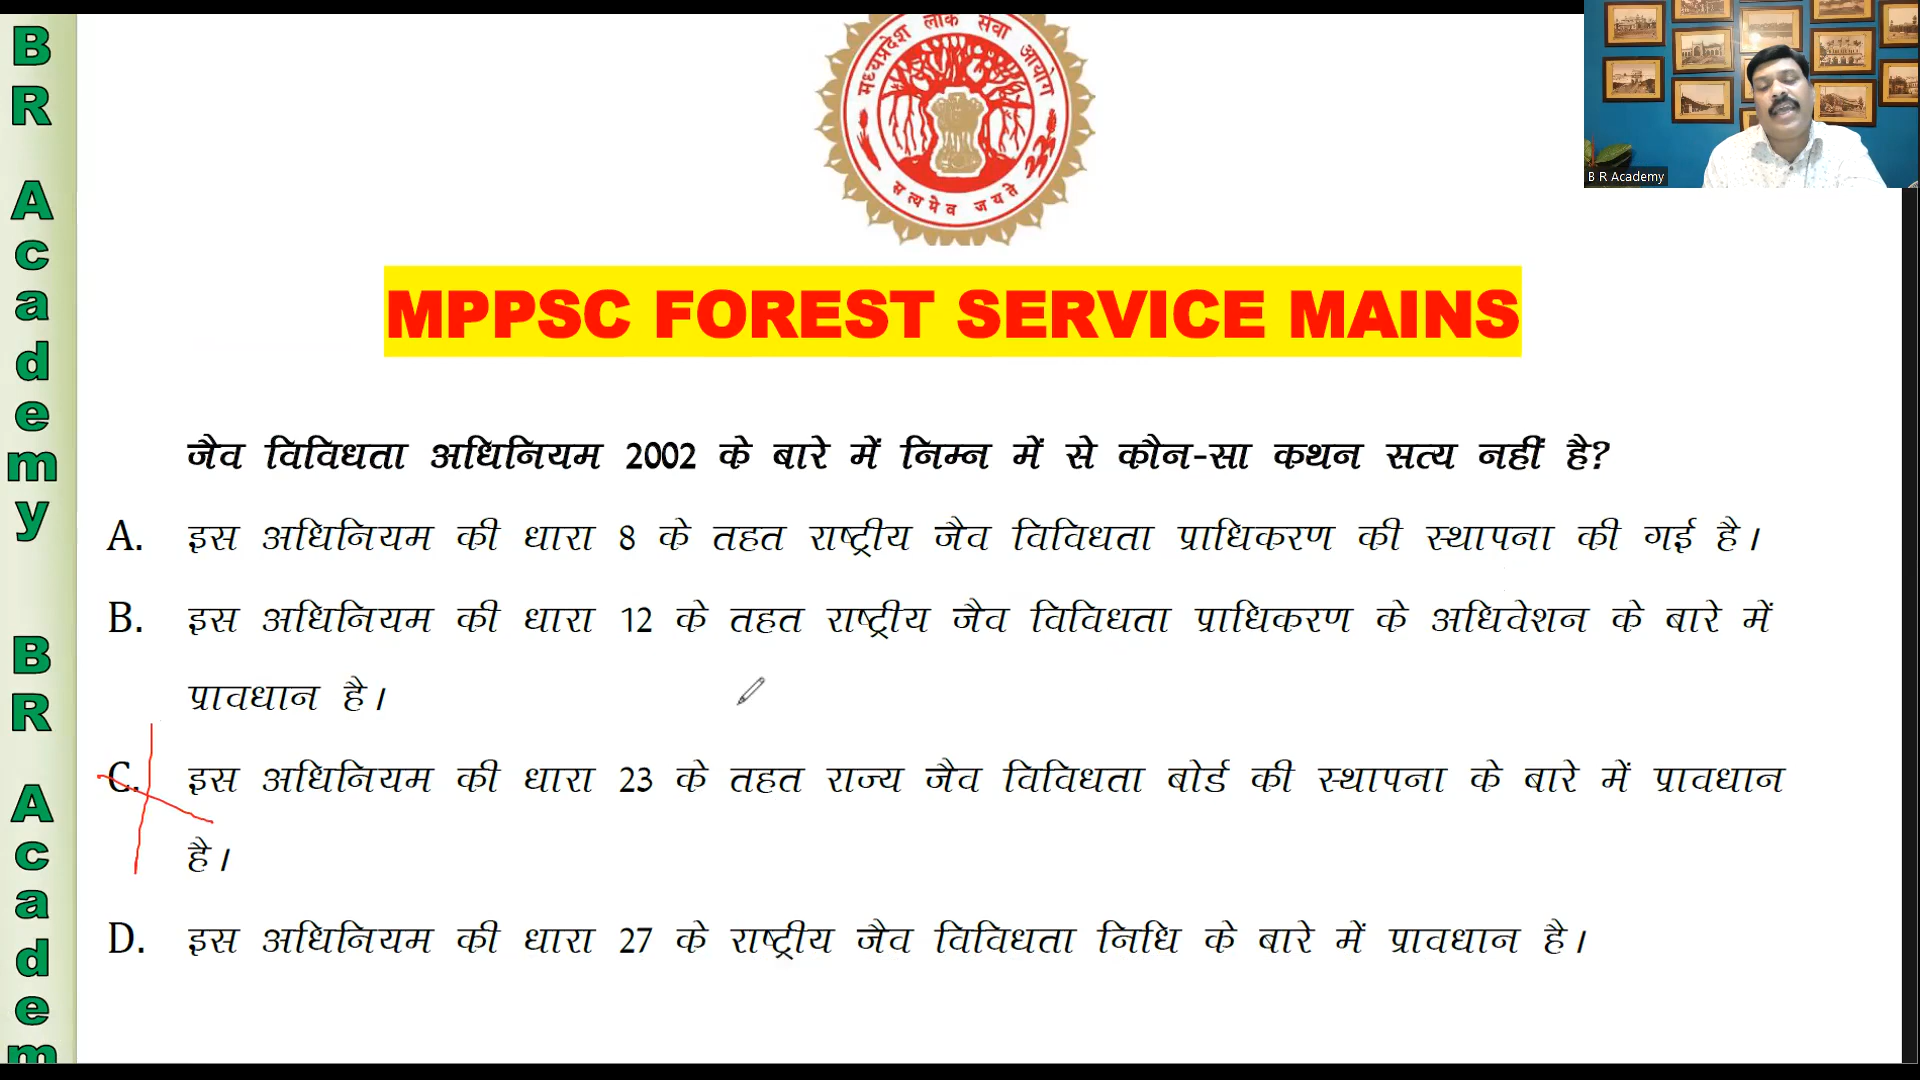 B R Academy B R Academ
मध्यप्रदेश लोक सेवा आयोग
सत्यमेव जयते
B R Academy
MPPSC FOREST SERVICE MAINS
जैव विविधता अधिनियम 2002 के बारे में निम्न में से कौन-सा कथन सत्य नहीं है?
A. इस अधिनियम की धारा 8 के तहत राष्ट्रीय जैव विविधता प्राधिकरण की स्थापना की गई है।
B. इस अधिनियम की धारा 12 के तहत राष्ट्रीय जैव विविधता प्राधिकरण के अधिवेशन के बारे में
प्रावधान है।
C. इस अधिनियम की धारा 23 के तहत राज्य जैव विविधता बोर्ड की स्थापना के बारे में प्रावधान
है।
D. इस अधिनियम की धारा 27 के राष्ट्रीय जैव विविधता निधि के बारे में प्रावधान है।